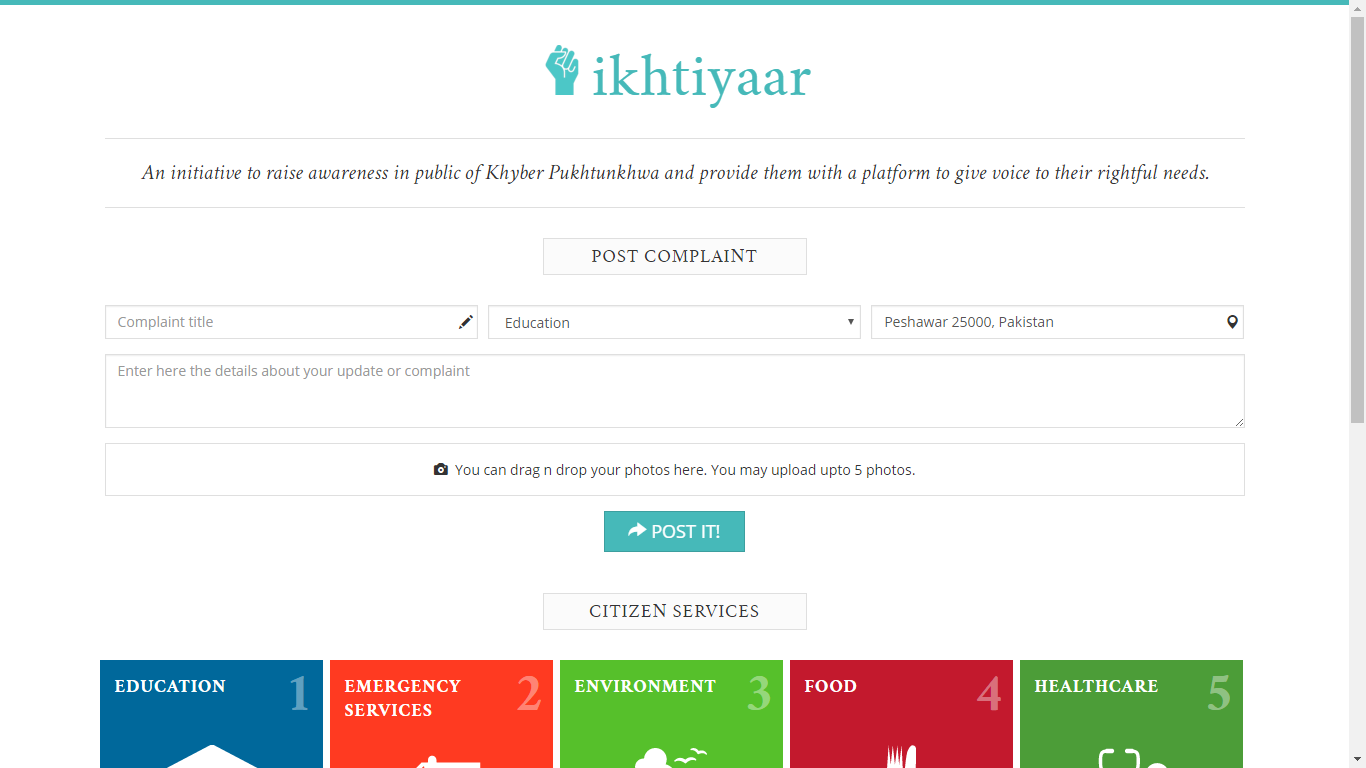 ikhtiyaar
An initiative to raise awareness in public of Khyber Pukhtunkhwa and provide them with a platform to give voice to their rightful needs.
POST COMPLAINT
Complaint title
Education
Peshawar 25000, Pakistan
Enter here the details about your update or complaint
You can drag n drop your photos here. You may upload upto 5 photos.
POST IT!
CITIZEN SERVICES
EDUCATION 1
EMERGENCY SERVICES 2
ENVIRONMENT 3
FOOD 4
HEALTHCARE 5